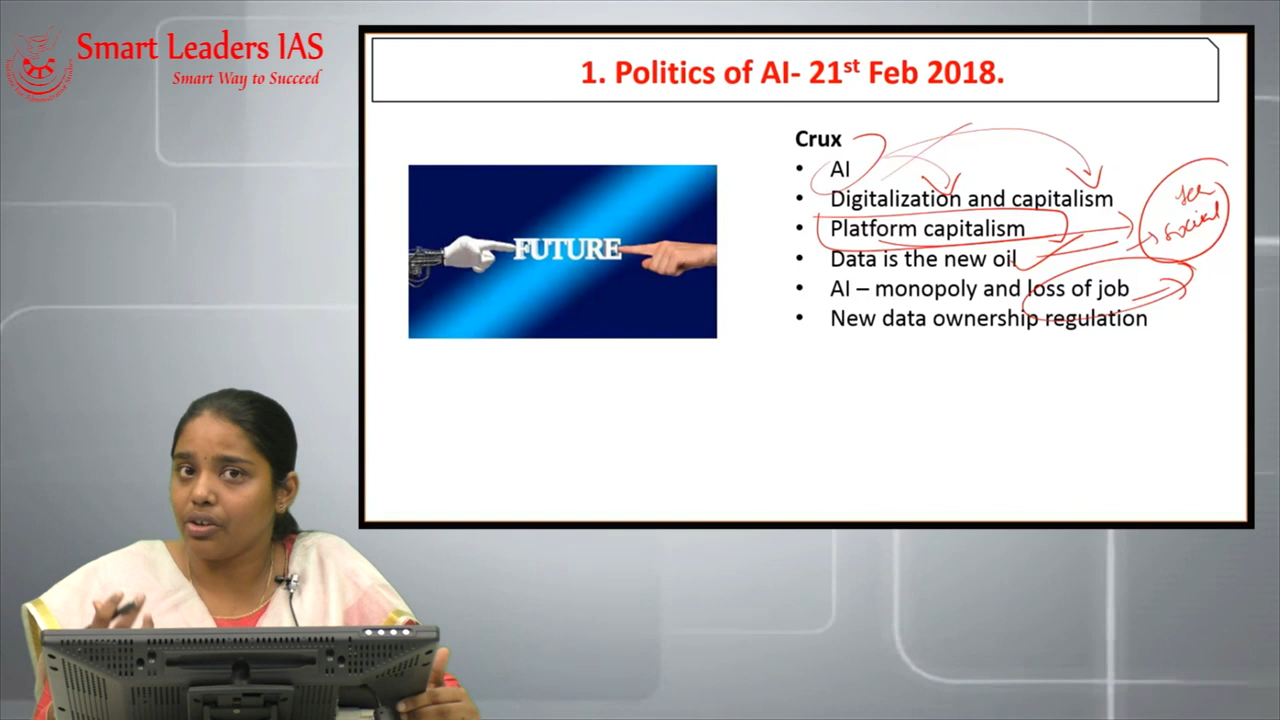 Smart Leaders IAS
Smart Way to Succeed
1. Politics of AI- 21st Feb 2018.
Crux
• AI
• Digitalization and capitalism
• Platform capitalism
• Data is the new oil
• AI – monopoly and loss of job
• New data ownership regulation
FUTURE
social